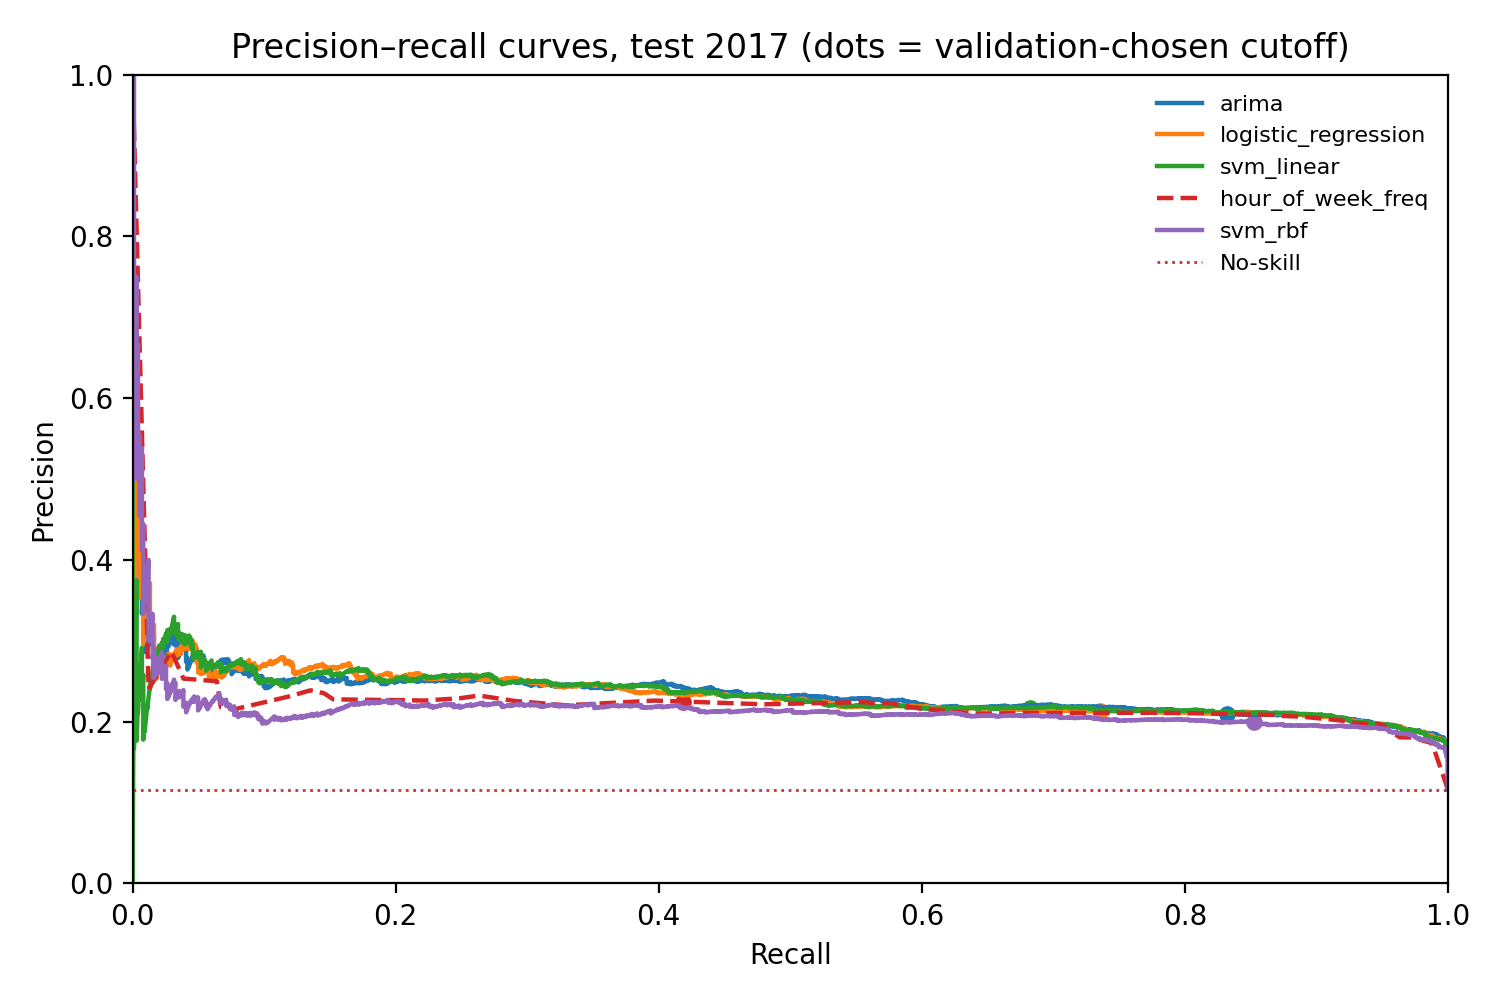 Precision–recall curves, test 2017 (dots = validation-chosen cutoff)
1.0
0.8
0.6
0.4
0.2
0.0
Precision
arima
logistic_regression
svm_linear
hour_of_week_freq
svm_rbf
No-skill
0.0 0.2 0.4 0.6 0.8 1.0
Recall